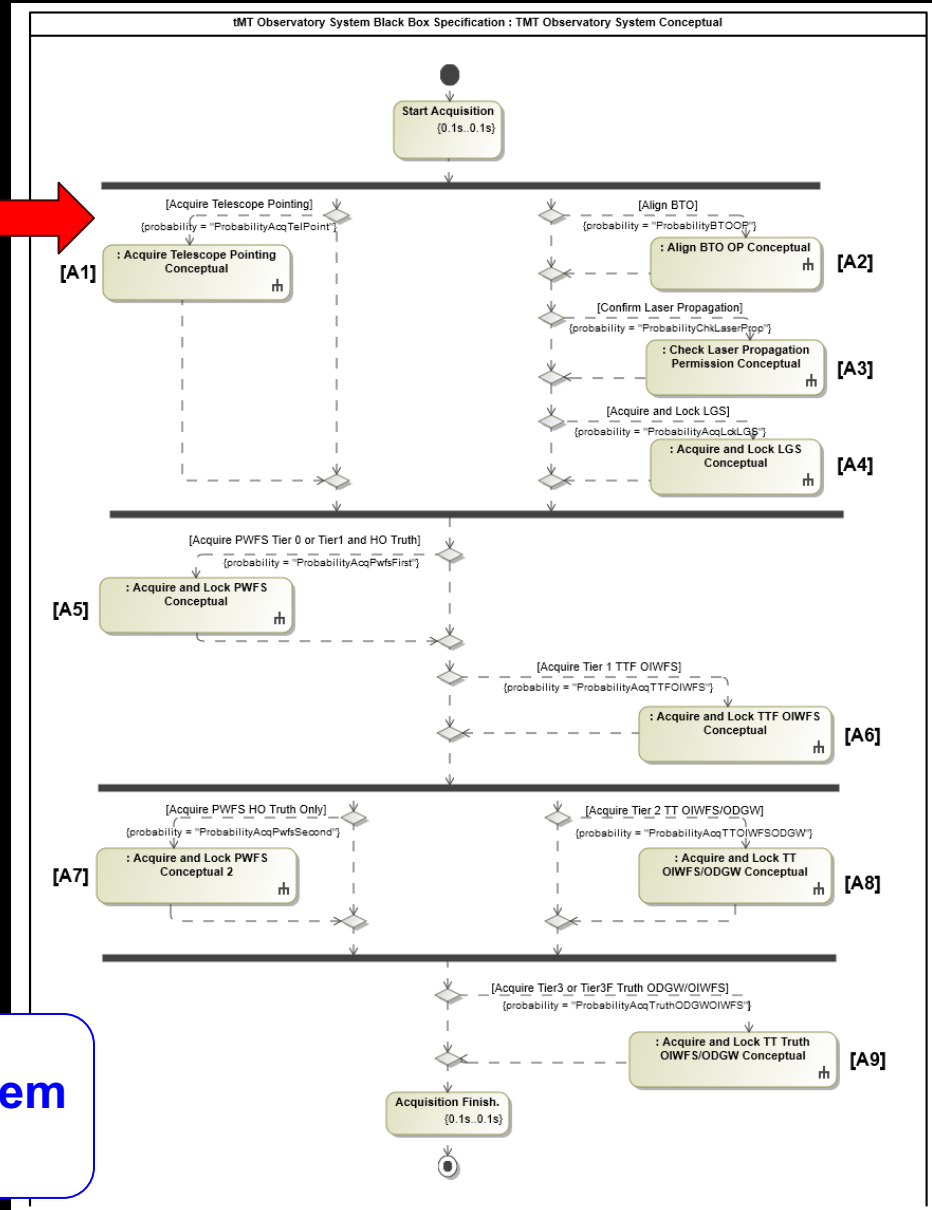 tMT Observatory System Black Box Specification : TMT Observatory System Conceptual
Start Acquisition
{0.1s..0.1s}
[Acquire Telescope Pointing]
{probability = "ProbabilityAcqTelPoint"}
: Acquire Telescope Pointing
Conceptual
[A1]
[Align BTO]
{probability = "ProbabilityBTOOP"}
: Align BTO OP Conceptual
[A2]
[Confirm Laser Propagation]
{probability = "ProbabilityChkLaserProp"}
: Check Laser Propagation
Permission Conceptual
[A3]
[Acquire and Lock LGS]
{probability = "ProbabilityAcqLckLGS"}
: Acquire and Lock LGS
Conceptual
[A4]
[Acquire PWFS Tier 0 or Tier1 and HO Truth]
{probability = "ProbabilityAcqPwfsFirst"}
: Acquire and Lock PWFS
Conceptual
[A5]
[Acquire Tier 1 TTF OIWFS]
{probability = "ProbabilityAcqTTFOIWFS"}
: Acquire and Lock TTF OIWFS
Conceptual
[A6]
[Acquire PWFS HO Truth Only]
{probability = "ProbabilityAcqPwfsSecond"}
: Acquire and Lock PWFS
Conceptual 2
[A7]
[Acquire Tier 2 TT OIWFS/ODGW]
{probability = "ProbabilityAcqTTOIWFSODGW"}
: Acquire and Lock TT
OIWFS/ODGW Conceptual
[A8]
[Acquire Tier3 or Tier3F Truth ODGW/OIWFS]
{probability = "ProbabilityAcqTruthODGWOIWFS"}
: Acquire and Lock TT Truth
OIWFS/ODGW Conceptual
[A9]
em
Acquisition Finish.
{0.1s..0.1s}